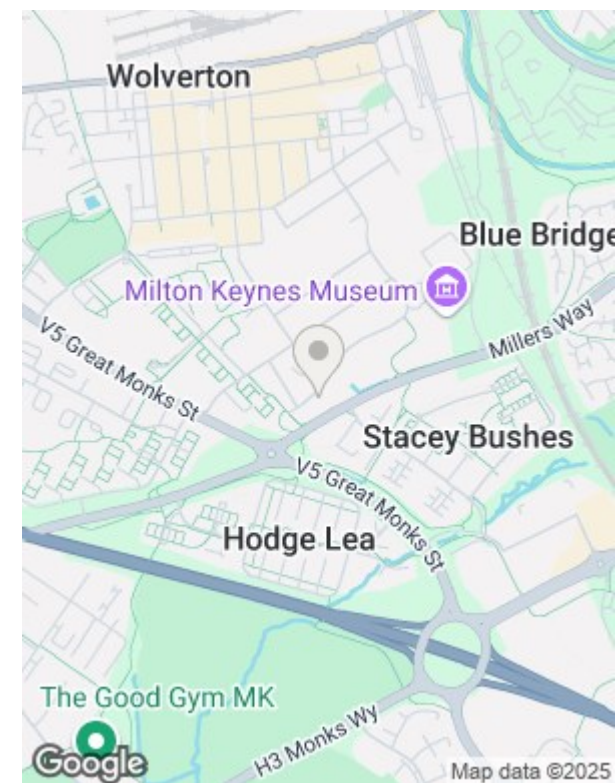 Wolverton
Blue Bridge
Milton Keynes Museum
Millers Way
V5 Great Monks St
Stacey Bushes
V5 Great Monks St
Hodge Lea
The Good Gym MK
H3 Monks Wy
Google
Map data ©2025